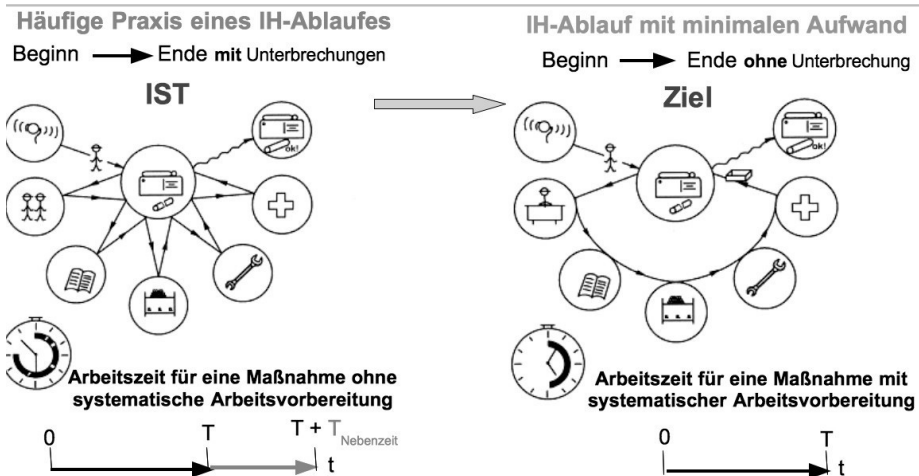 Häufige Praxis eines IH-Ablaufes
Beginn Ende mit Unterbrechungen
IST
ok!
Arbeitszeit für eine Maßnahme ohne
systematische Arbeitsvorbereitung
0 T T + T Nebenzeit
t
IH-Ablauf mit minimalen Aufwand
Beginn Ende ohne Unterbrechung
Ziel
ok!
Arbeitszeit für eine Maßnahme mit
systematischer Arbeitsvorbereitung
0 T
t